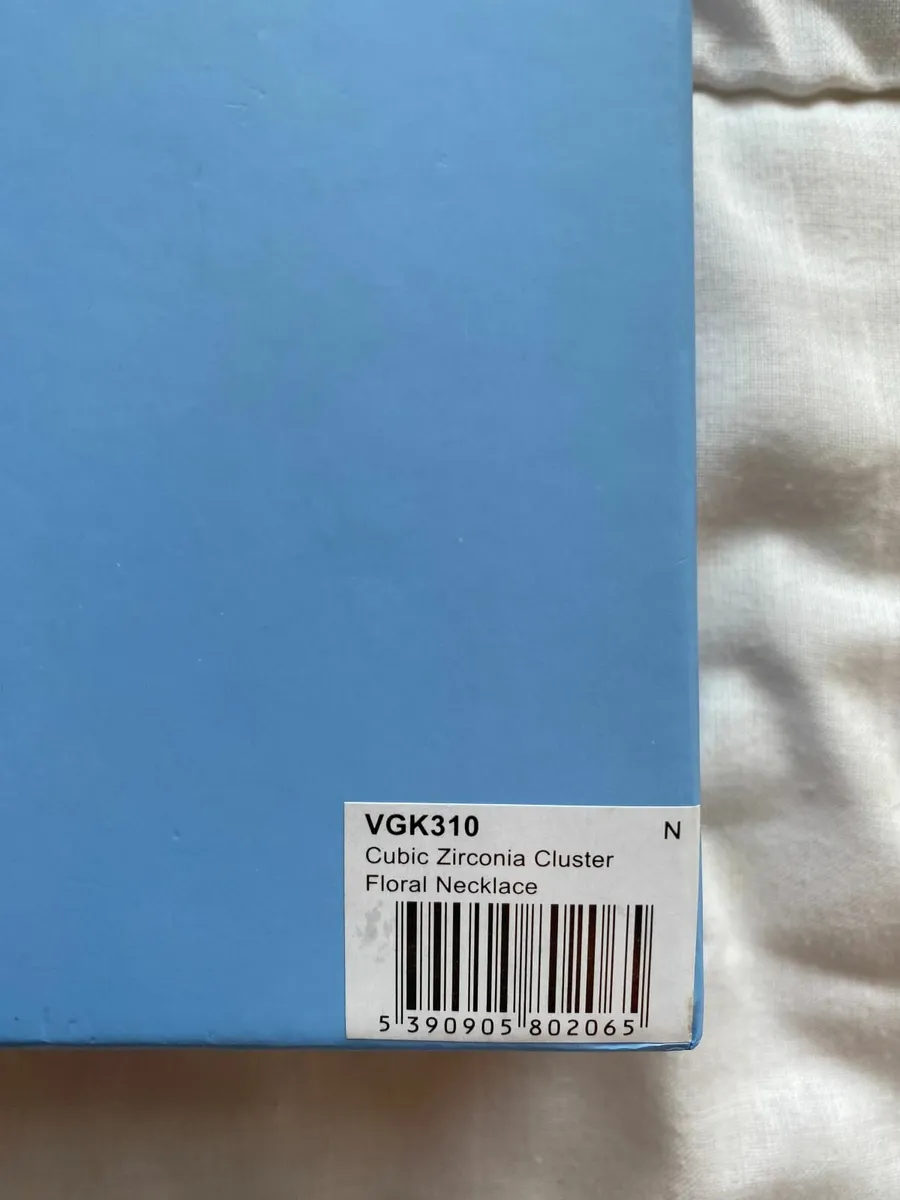 VGK310 N
Cubic Zirconia Cluster
Floral Necklace
5 390905 802065